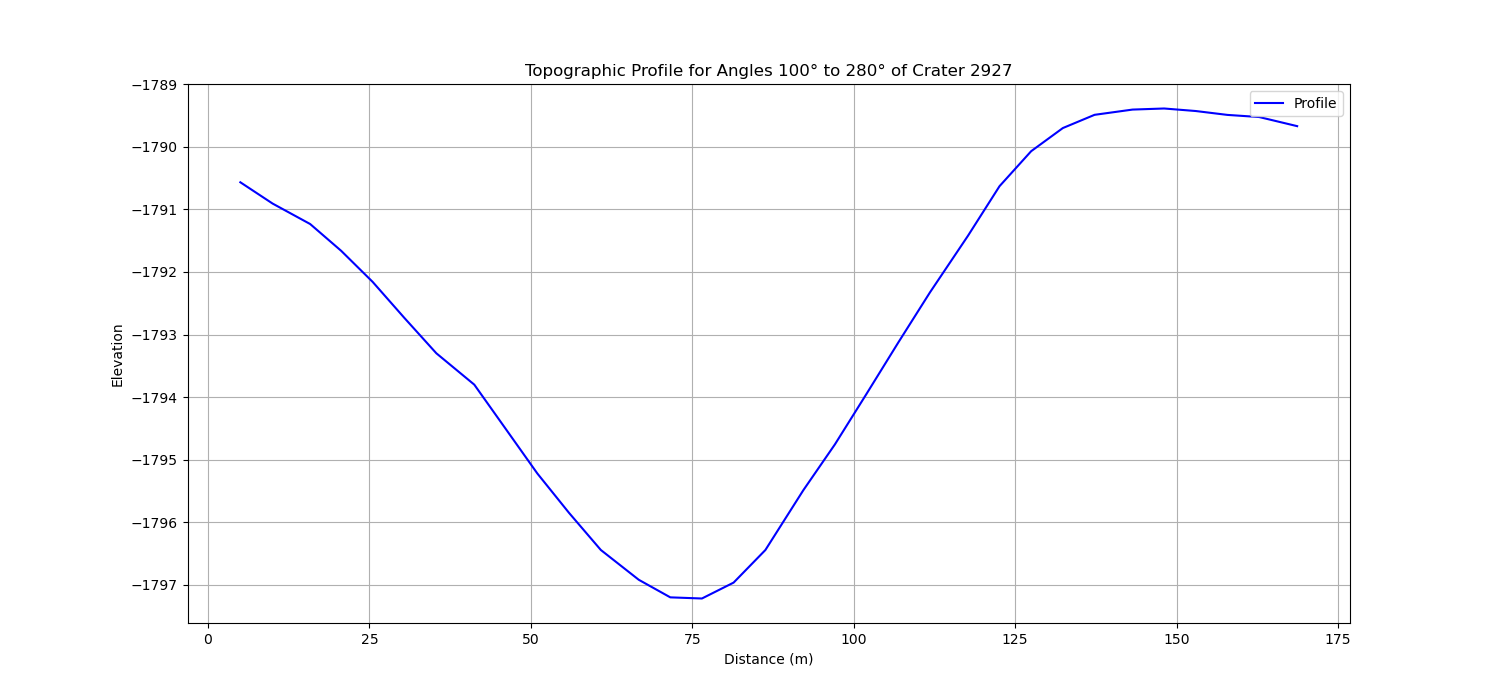 Topographic Profile for Angles 100° to 280° of Crater 2927
Profile
−1789
−1790
−1791
−1792
−1793
−1794
−1795
−1796
−1797
Elevation
0 25 50 75 100 125 150 175
Distance (m)